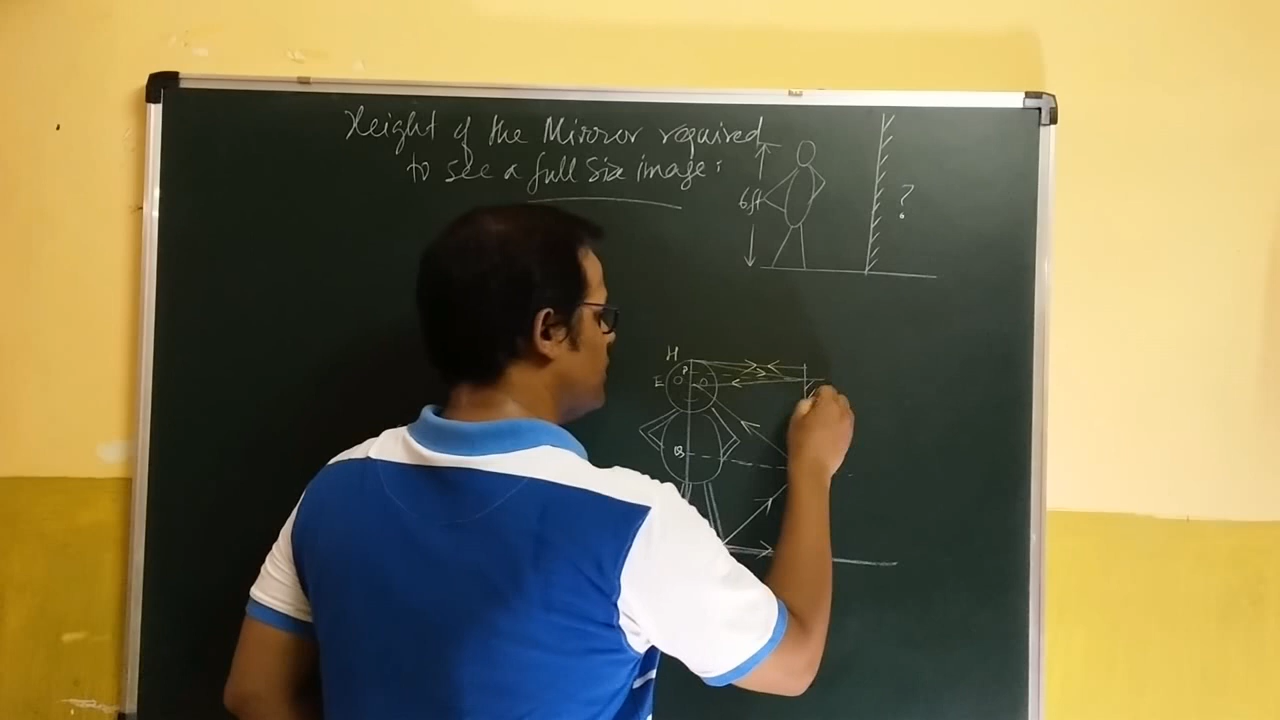 Height of the Mirror required
to see a full Size image:
6ft
?
H
P
E
Q